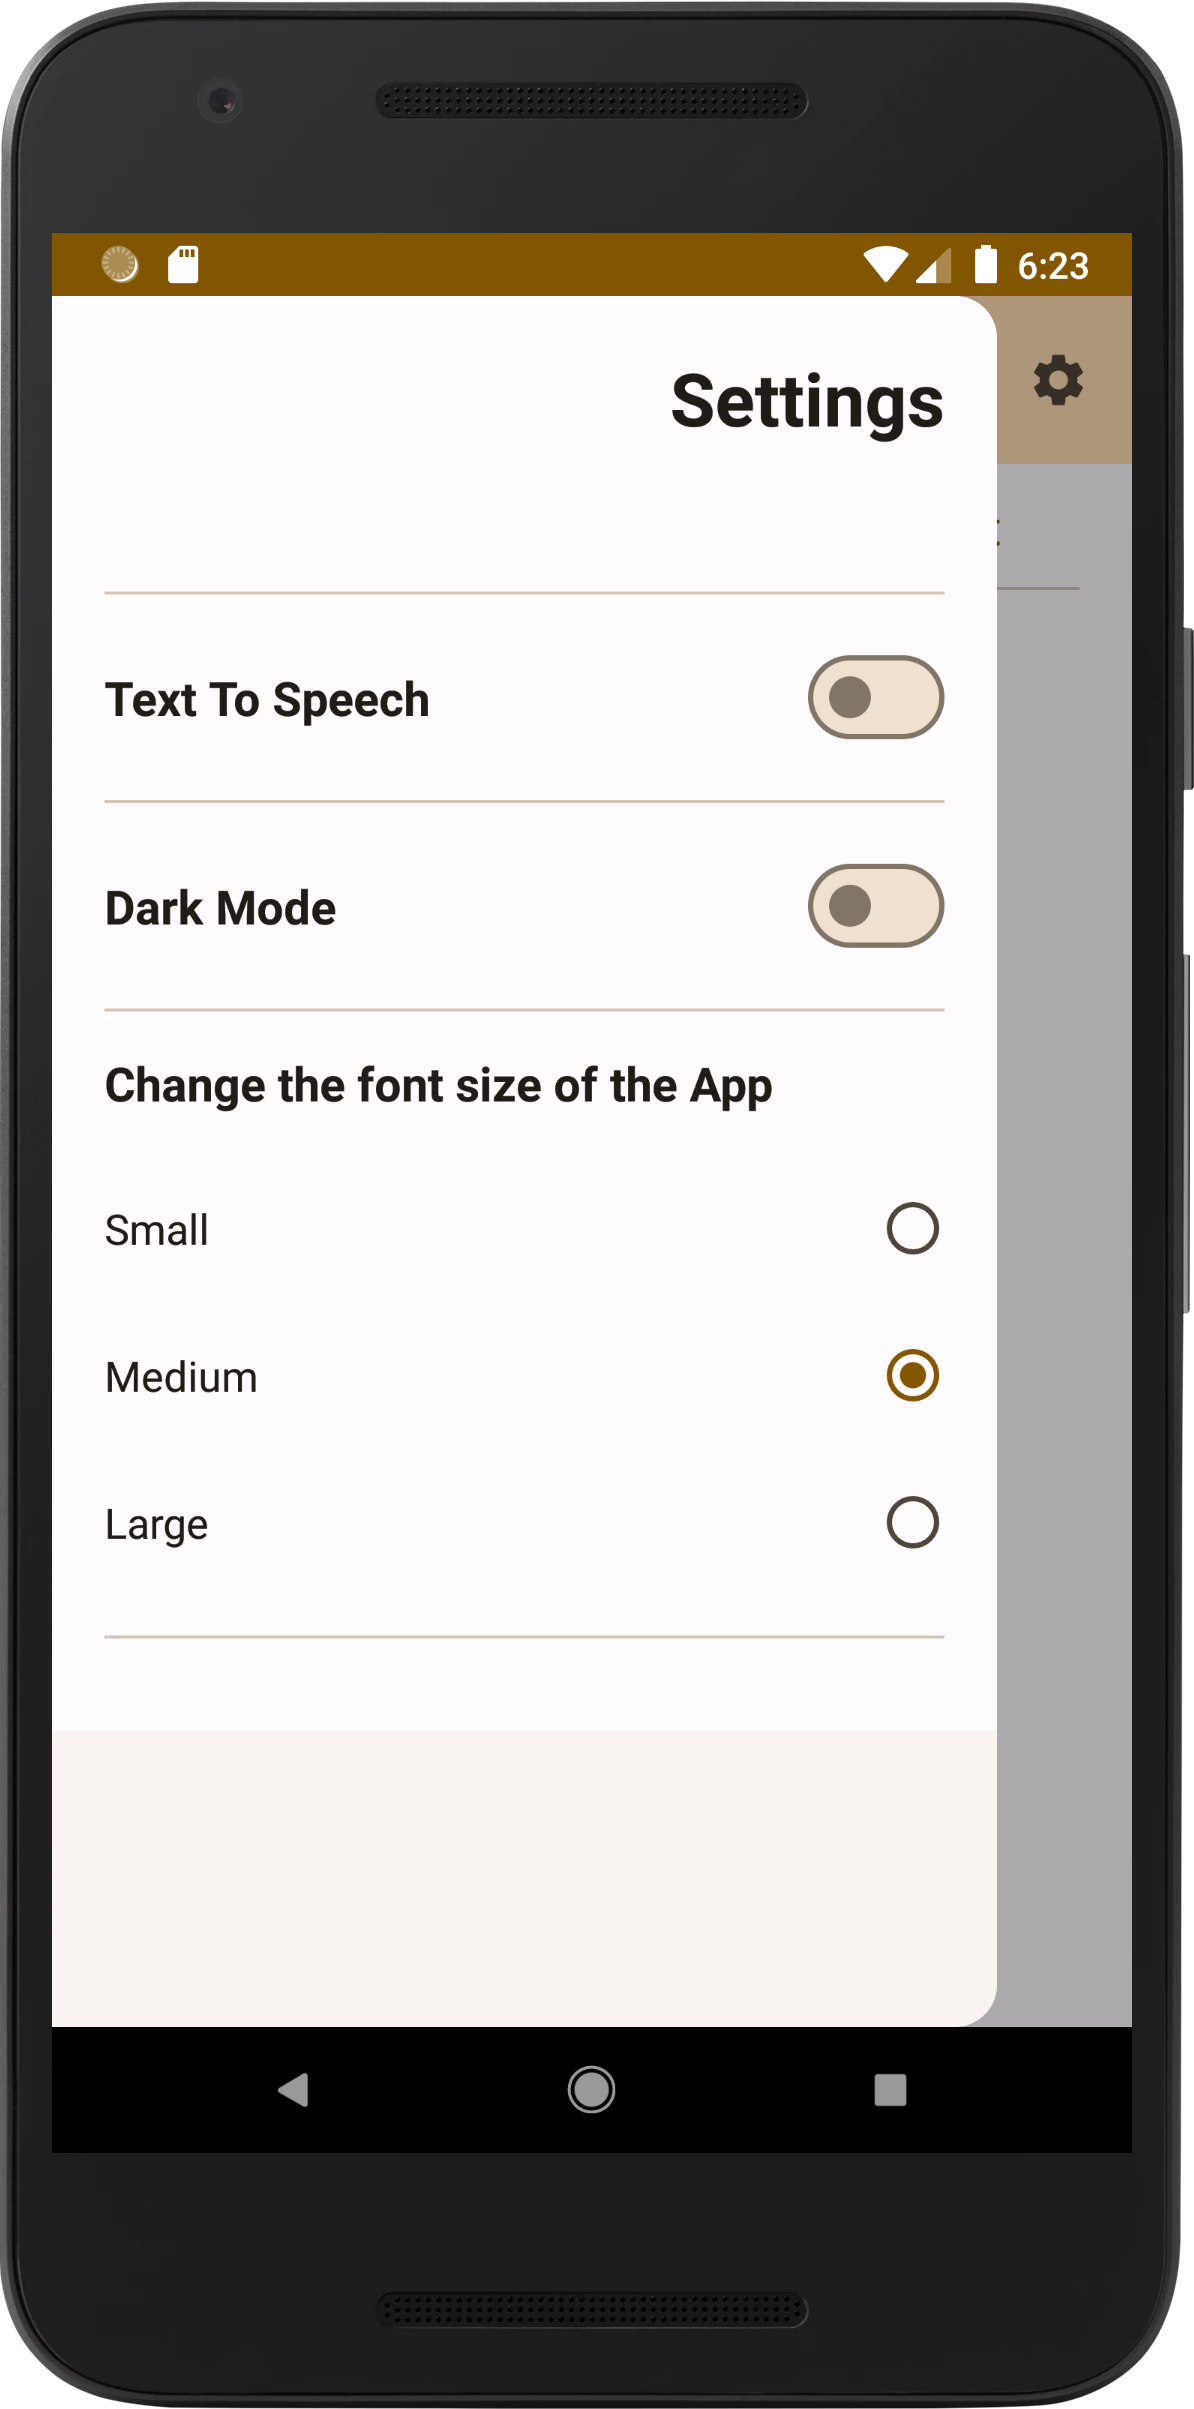 6:23
Settings
Text To Speech
Dark Mode
Change the font size of the App
Small
Medium
Large